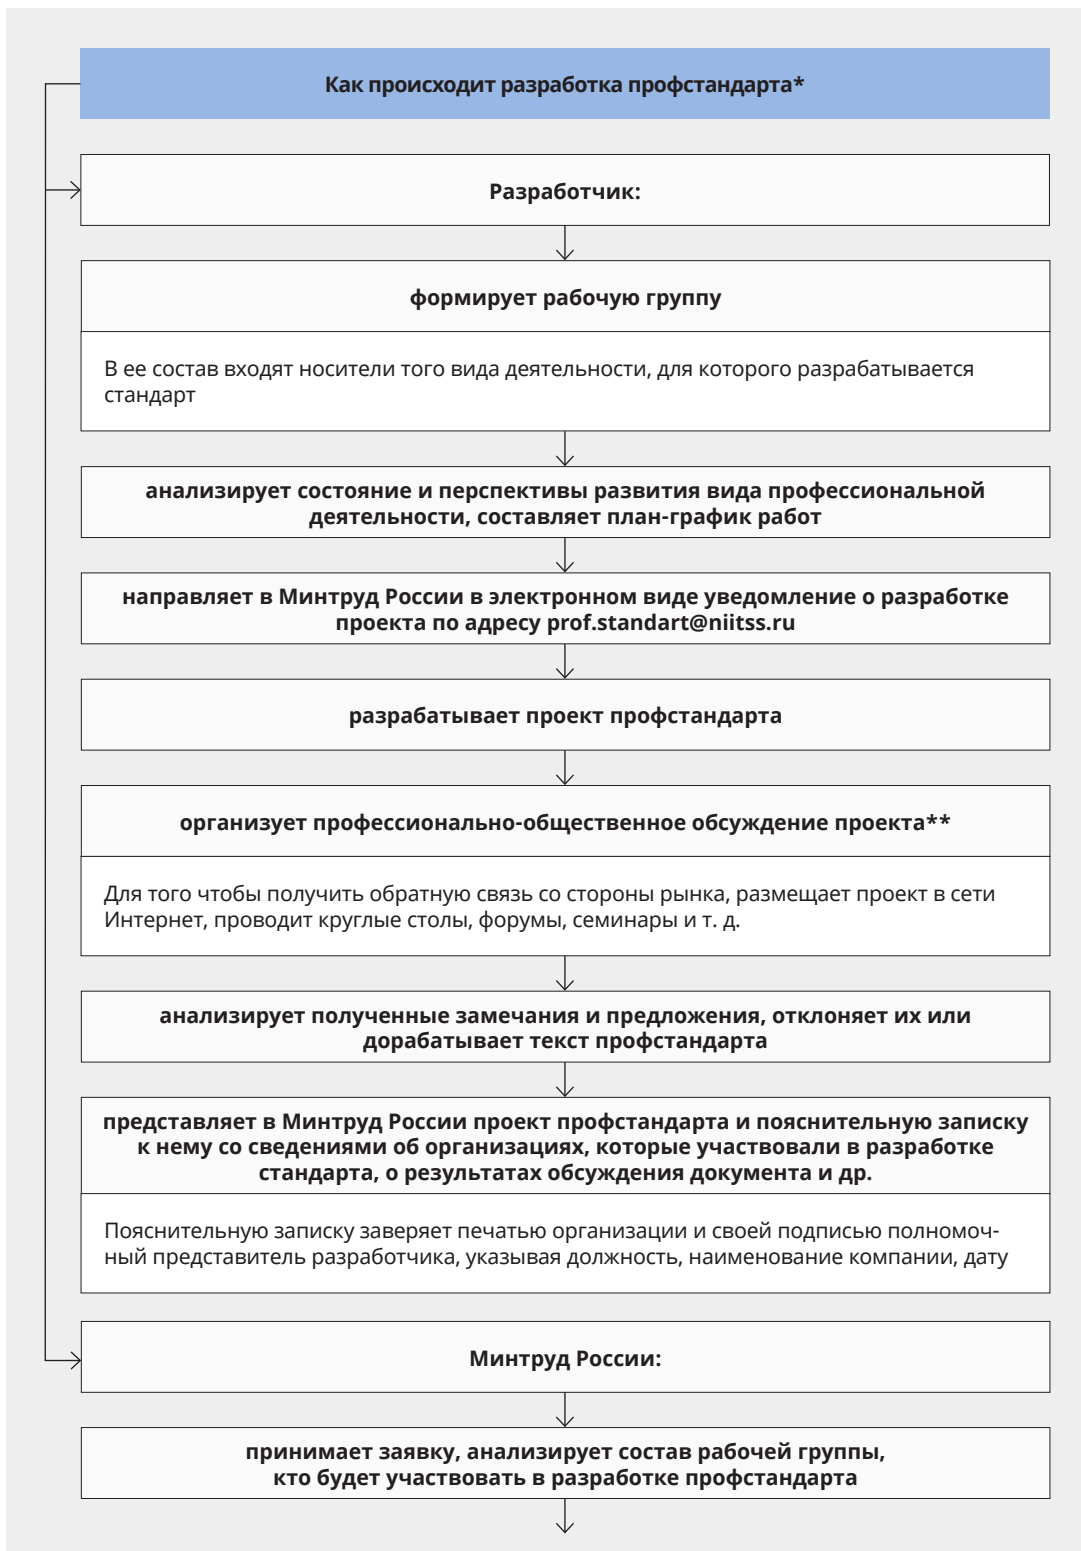 Как происходит разработка профстандарта*
Разработчик:
формирует рабочую группу
В ее состав входят носители того вида деятельности, для которого разрабатывается
стандарт
анализирует состояние и перспективы развития вида профессиональной
деятельности, составляет план-график работ
направляет в Минтруд России в электронном виде уведомление о разработке
проекта по адресу prof.standart@niitss.ru
разрабатывает проект профстандарта
организует профессионально-общественное обсуждение проекта**
Для того чтобы получить обратную связь со стороны рынка, размещает проект в сети
Интернет, проводит круглые столы, форумы, семинары и т. д.
анализирует полученные замечания и предложения, отклоняет их или
дорабатывает текст профстандарта
представляет в Минтруд России проект профстандарта и пояснительную записку
к нему со сведениями об организациях, которые участвовали в разработке
стандарта, о результатах обсуждения документа и др.
Пояснительную записку заверяет печатью организации и своей подписью полномоч-
ный представитель разработчика, указывая должность, наименование компании, дату
Минтруд России:
принимает заявку, анализирует состав рабочей группы,
кто будет участвовать в разработке профстандарта